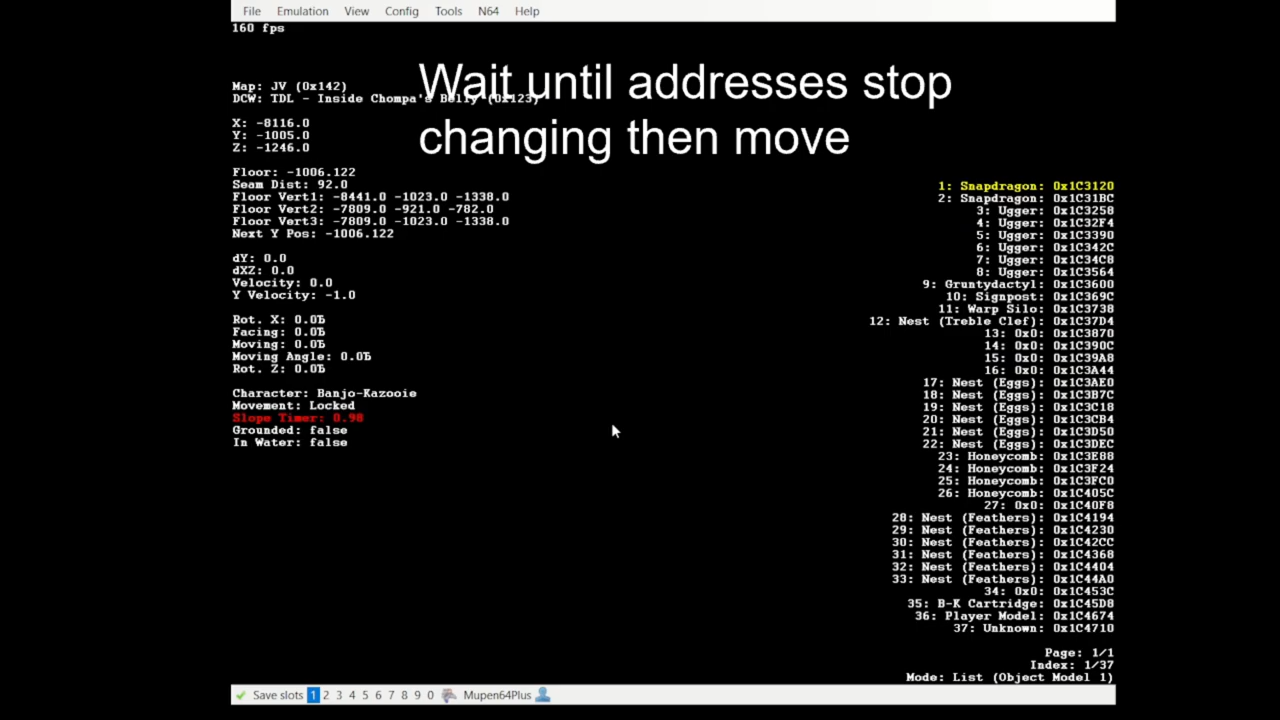 File Emulation View Config Tools N64 Help
160 fps
Wait until addresses stop
changing then move
Map: JV (0x142)
DCW: TDL - Inside Chompa's Belly (0x123)
X: -8116.0
Y: -1005.0
Z: -1246.0
Floor: -1006.122
Seam Dist: 92.0
Floor Vert1: -8441.0 -1023.0 -1338.0
Floor Vert2: -7809.0 -921.0 -782.0
Floor Vert3: -7809.0 -1023.0 -1338.0
Next Y Pos: -1006.122
dY: 0.0
dXZ: 0.0
Velocity: 0.0
Y Velocity: -1.0
Rot. X: 0.0Ђ
Facing: 0.0Ђ
Moving: 0.0Ђ
Moving Angle: 0.0Ђ
Rot. Z: 0.0Ђ
Character: Banjo-Kazooie
Movement: Locked
Slope Timer: 0.98
Grounded: false
In Water: false
1: Snapdragon: 0x1C3120
2: Snapdragon: 0x1C31BC
3: Ugger: 0x1C3258
4: Ugger: 0x1C32F4
5: Ugger: 0x1C3390
6: Ugger: 0x1C342C
7: Ugger: 0x1C34C8
8: Ugger: 0x1C3564
9: Gruntydactyl: 0x1C3600
10: Signpost: 0x1C369C
11: Warp Silo: 0x1C3738
12: Nest (Treble Clef): 0x1C37D4
13: 0x0: 0x1C3870
14: 0x0: 0x1C390C
15: 0x0: 0x1C39A8
16: 0x0: 0x1C3A44
17: Nest (Eggs): 0x1C3AE0
18: Nest (Eggs): 0x1C3B7C
19: Nest (Eggs): 0x1C3C18
20: Nest (Eggs): 0x1C3CB4
21: Nest (Eggs): 0x1C3D50
22: Nest (Eggs): 0x1C3DEC
23: Honeycomb: 0x1C3E88
24: Honeycomb: 0x1C3F24
25: Honeycomb: 0x1C3FC0
26: Honeycomb: 0x1C405C
27: 0x0: 0x1C40F8
28: Nest (Feathers): 0x1C4194
29: Nest (Feathers): 0x1C4230
30: Nest (Feathers): 0x1C42CC
31: Nest (Feathers): 0x1C4368
32: Nest (Feathers): 0x1C4404
33: Nest (Feathers): 0x1C44A0
34: 0x0: 0x1C453C
35: B-K Cartridge: 0x1C45D8
36: Player Model: 0x1C4674
37: Unknown: 0x1C4710
Page: 1/1
Index: 1/37
Mode: List (Object Model 1)
Save slots 1 2 3 4 5 6 7 8 9 0 Mupen64Plus